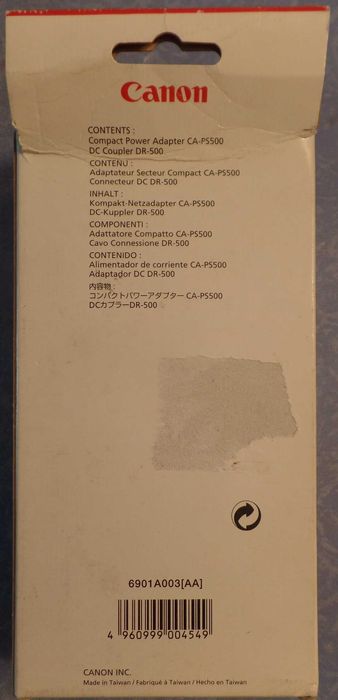 Canon
CONTENTS :
Compact Power Adapter CA-PS500
DC Coupler DR-500
CONTENU :
Adaptateur Secteur Compact CA-PS500
Connecteur DC DR-500
INHALT :
Kompakt-Netzadapter CA-PS500
DC-Kuppler DR-500
COMPONENTI :
Adattatore Compatto CA-PS500
Cavo Connessione DR-500
CONTENIDO :
Alimentador de corriente CA-PS500
Adaptador DC DR-500
内容物 :
コンパクトパワーアダプター CA-PS500
DCカプラーDR-500
6901A003[AA]
4 960999 004549
CANON INC.
Made in Taiwan / Fabriqué à Taiwan / Hecho en Taiwan